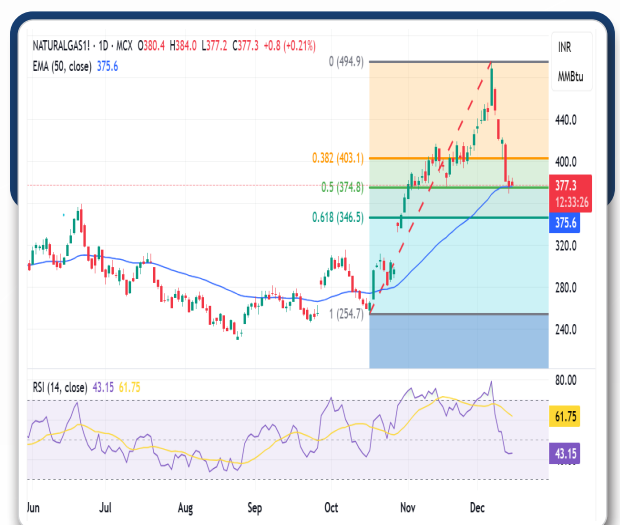 NATURALGAS1! · 1D · MCX O380.4 H384.0 L377.2 C377.3 +0.8 (+0.21%)
INR
EMA (50, close) 375.6
MMBtu
0 (494.9)
440.0
0.382 (403.1)
400.0
0.5 (374.8)
377.3
12:33:26
375.6
0.618 (346.5)
320.0
280.0
1 (254.7)
240.0
RSI (14, close) 43.15 61.75
80.00
61.75
43.15
Jun Jul Aug Sep Oct Nov Dec